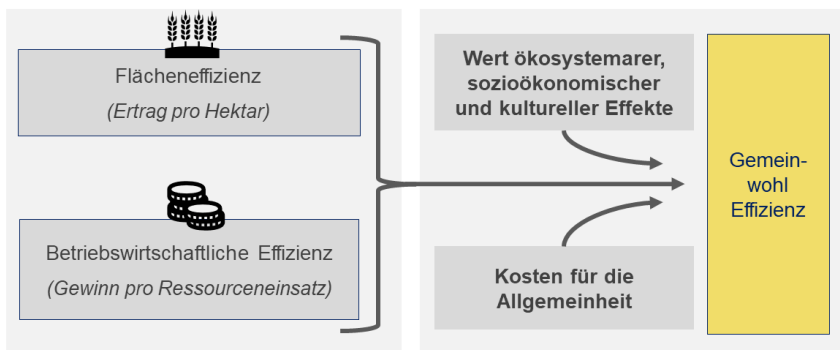 Flächeneffizienz
(Ertrag pro Hektar)
Betriebswirtschaftliche Effizienz
(Gewinn pro Ressourceneinsatz)
Wert ökosystemarer,
sozioökonomischer
und kultureller Effekte
Kosten für die
Allgemeinheit
Gemein-
wohl
Effizienz